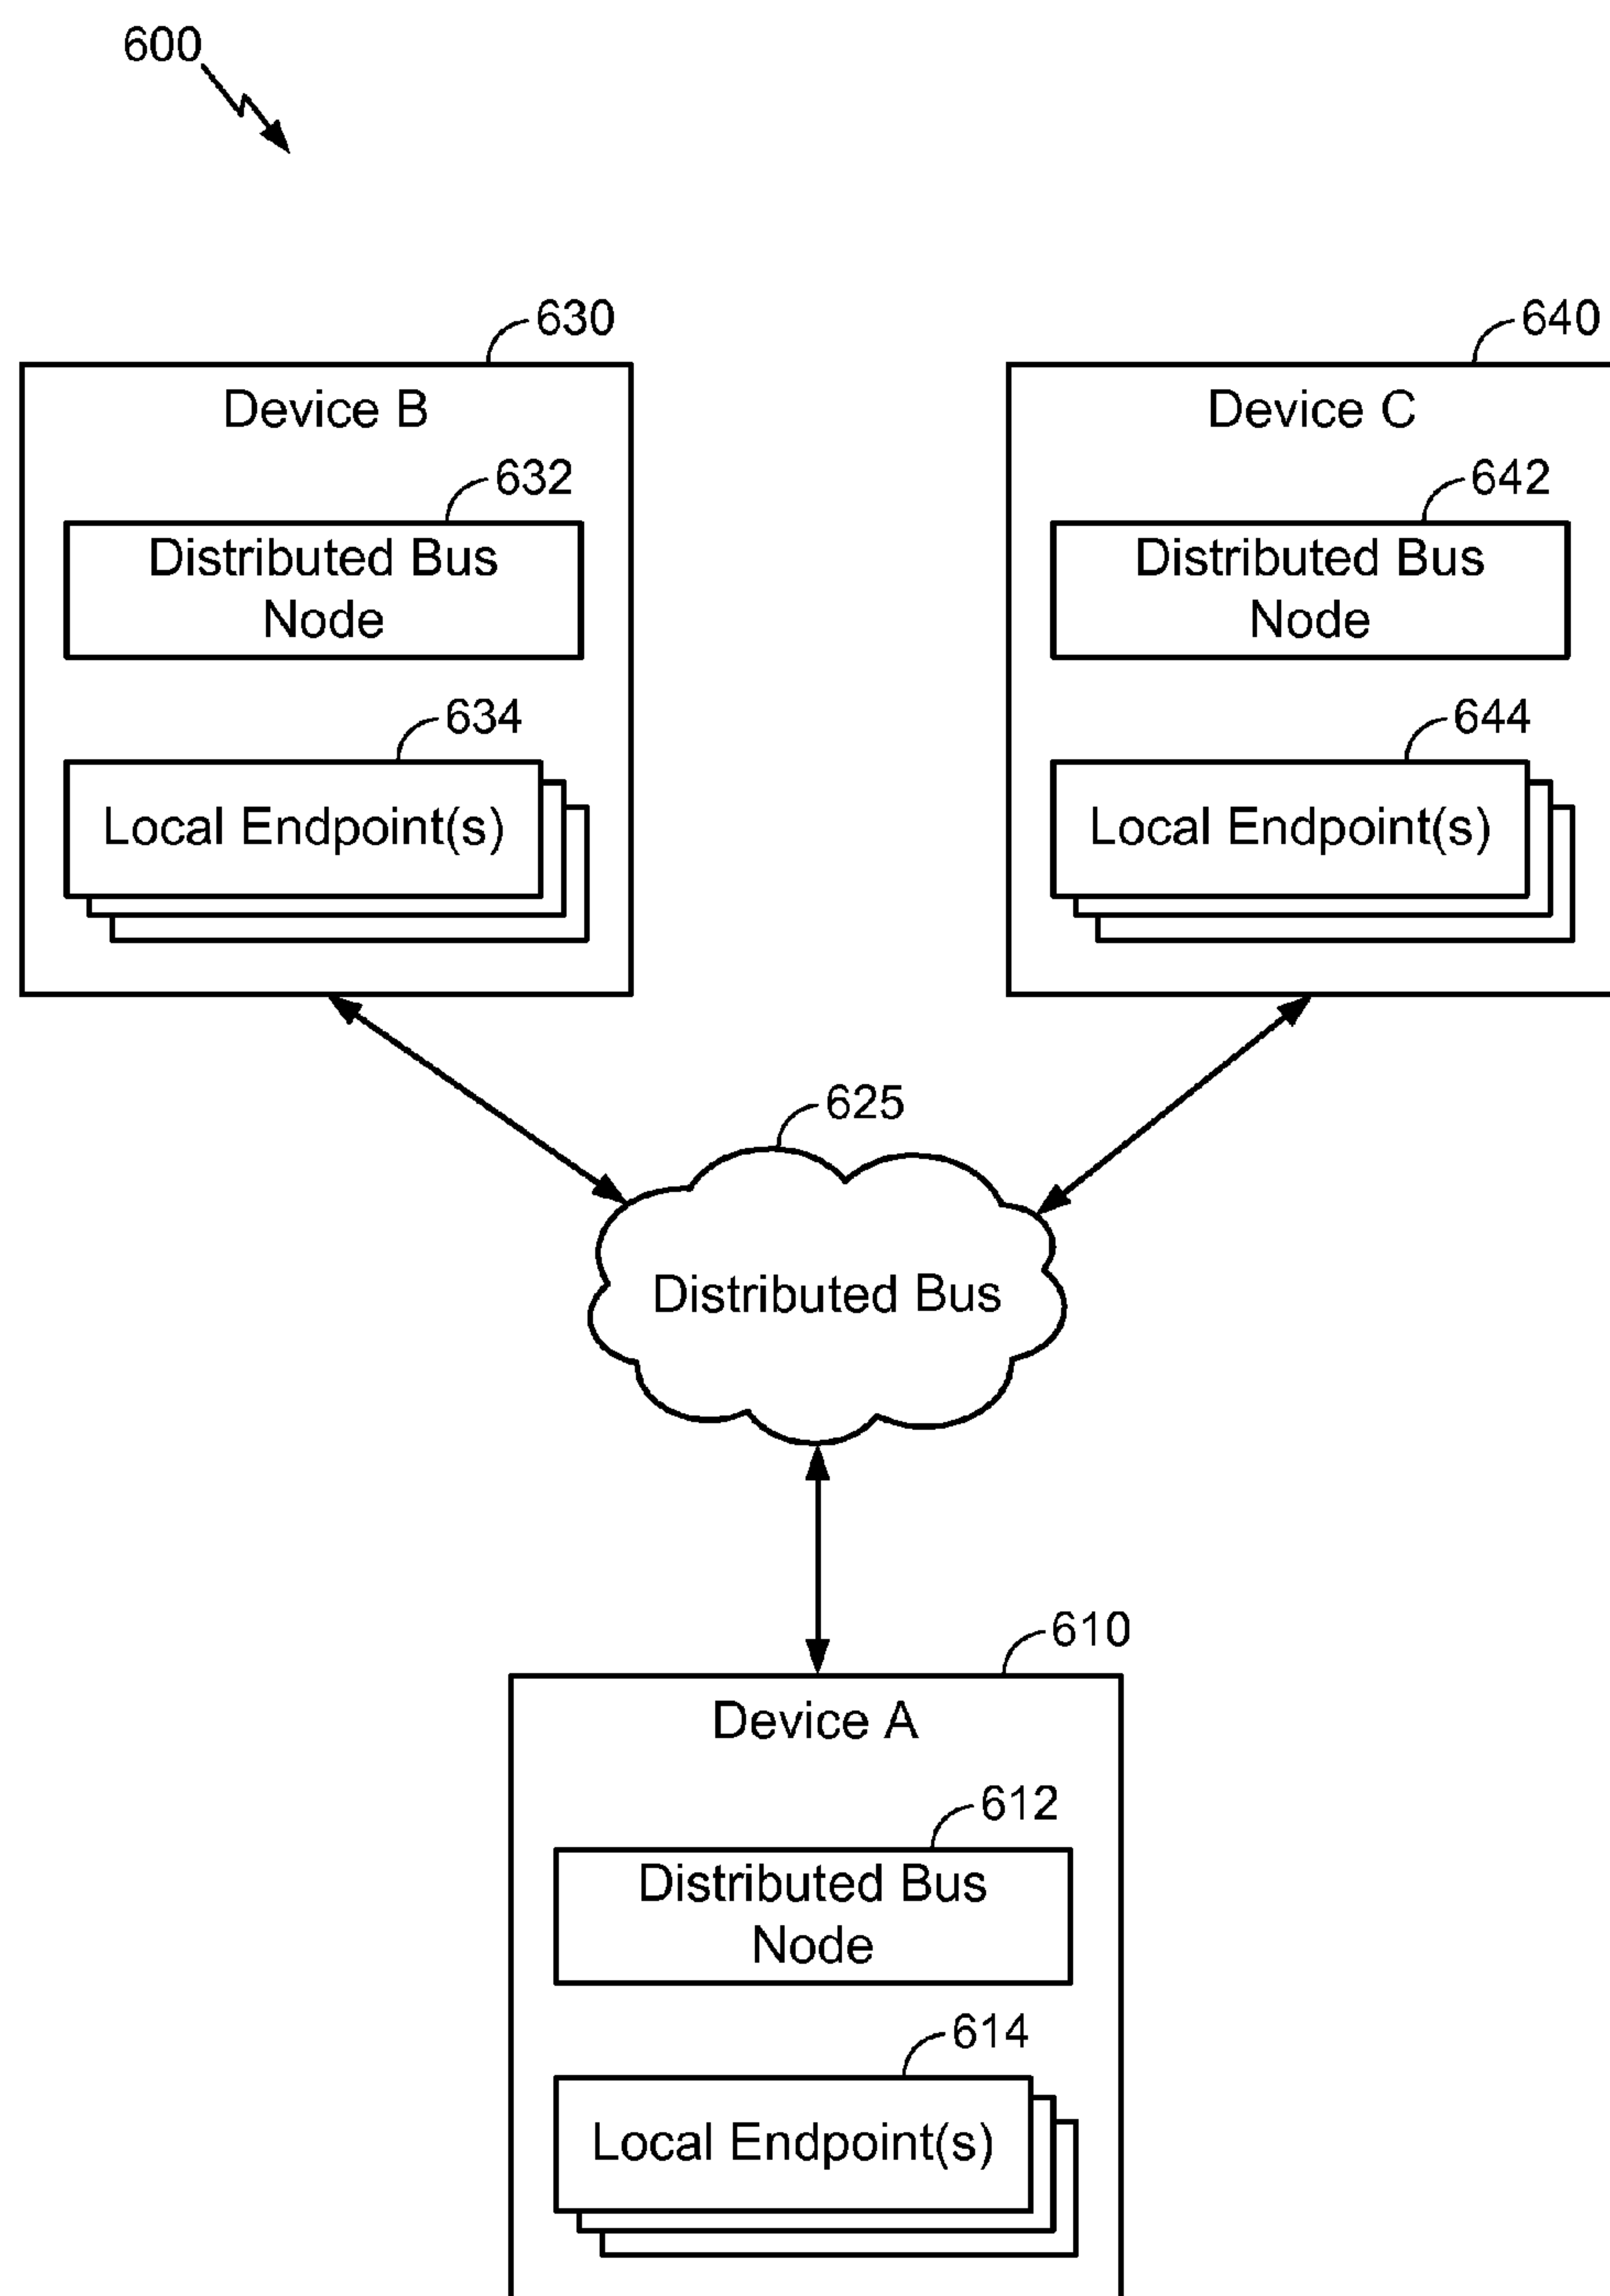 600
630
Device B
632
Distributed Bus
Node
634
Local Endpoint(s)
640
Device C
642
Distributed Bus
Node
644
Local Endpoint(s)
625
Distributed Bus
610
Device A
612
Distributed Bus
Node
614
Local Endpoint(s)